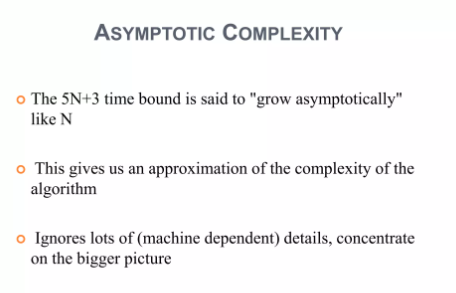 ASYMPTOTIC COMPLEXITY
The 5N+3 time bound is said to "grow asymptotically"
like N
This gives us an approximation of the complexity of the
algorithm
Ignores lots of (machine dependent) details, concentrate
on the bigger picture